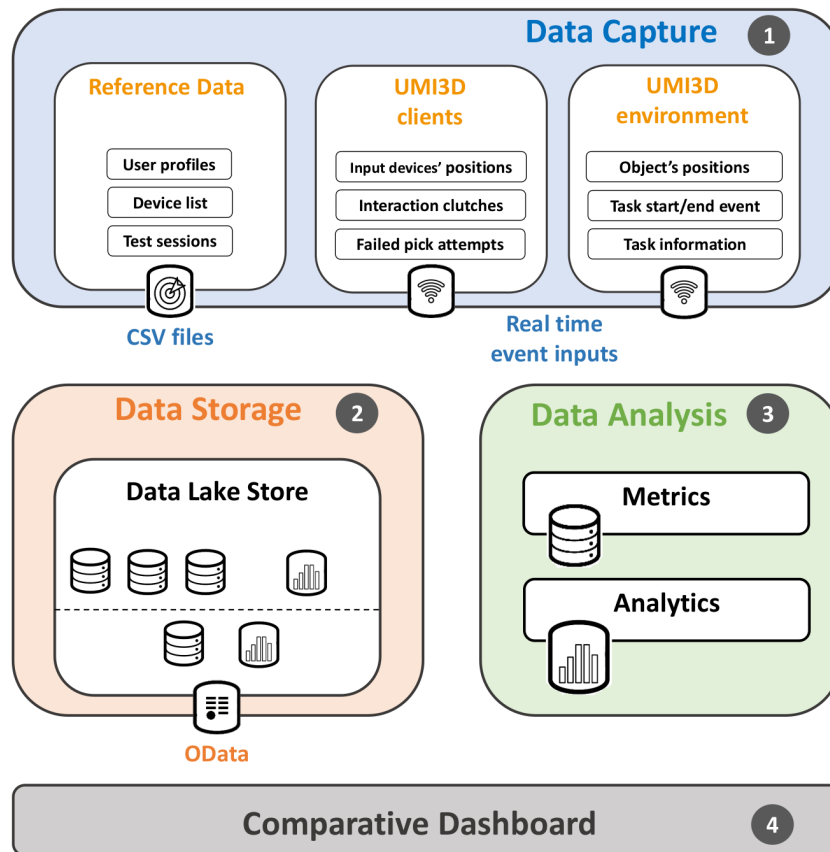 Data Capture 1
Reference Data
User profiles
Device list
Test sessions
CSV files
UMI3D
clients
Input devices' positions
Interaction clutches
Failed pick attempts
UMI3D
environment
Object's positions
Task start/end event
Task information
Real time
event inputs
Data Storage 2
Data Lake Store
OData
Data Analysis 3
Metrics
Analytics
Comparative Dashboard 4